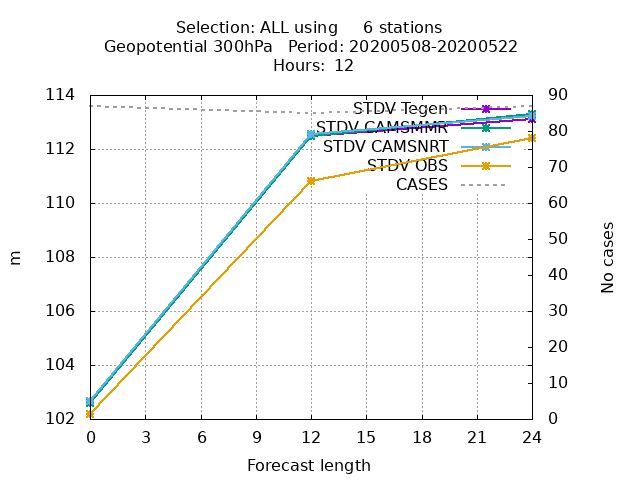 Selection: ALL using     6 stations
Geopotential 300hPa   Period: 20200508-20200522
Hours: 12
114
112
110
108
106
104
102
90
80
70
60
50
40
30
20
10
0
0 3 6 9 12 15 18 21 24
m
No cases
Forecast length
STDV Tegen
STDV CAMSMMR
STDV CAMSNRT
STDV OBS
CASES